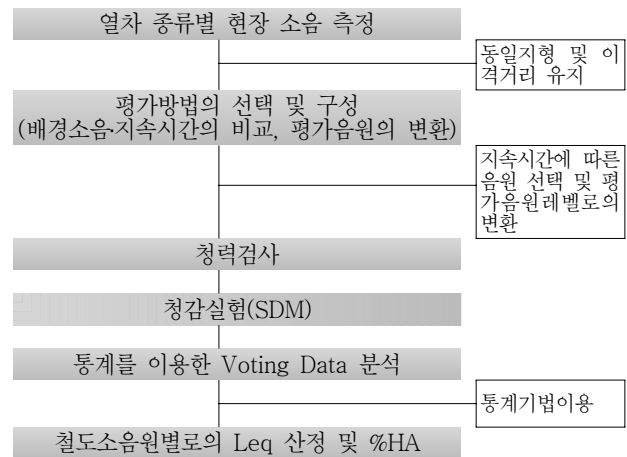 열차 종류별 현장 소음 측정
동일지형 및 이
격거리 유지
평가방법의 선택 및 구성
(배경소음·지속시간의 비교, 평가음원의 변환)
지속시간에 따른
음원 선택 및 평
가음원레벨로의
변환
청력검사
청감실험(SDM)
통계를 이용한 Voting Data 분석
통계기법이용
철도소음원별로의 Leq 산정 및 %HA